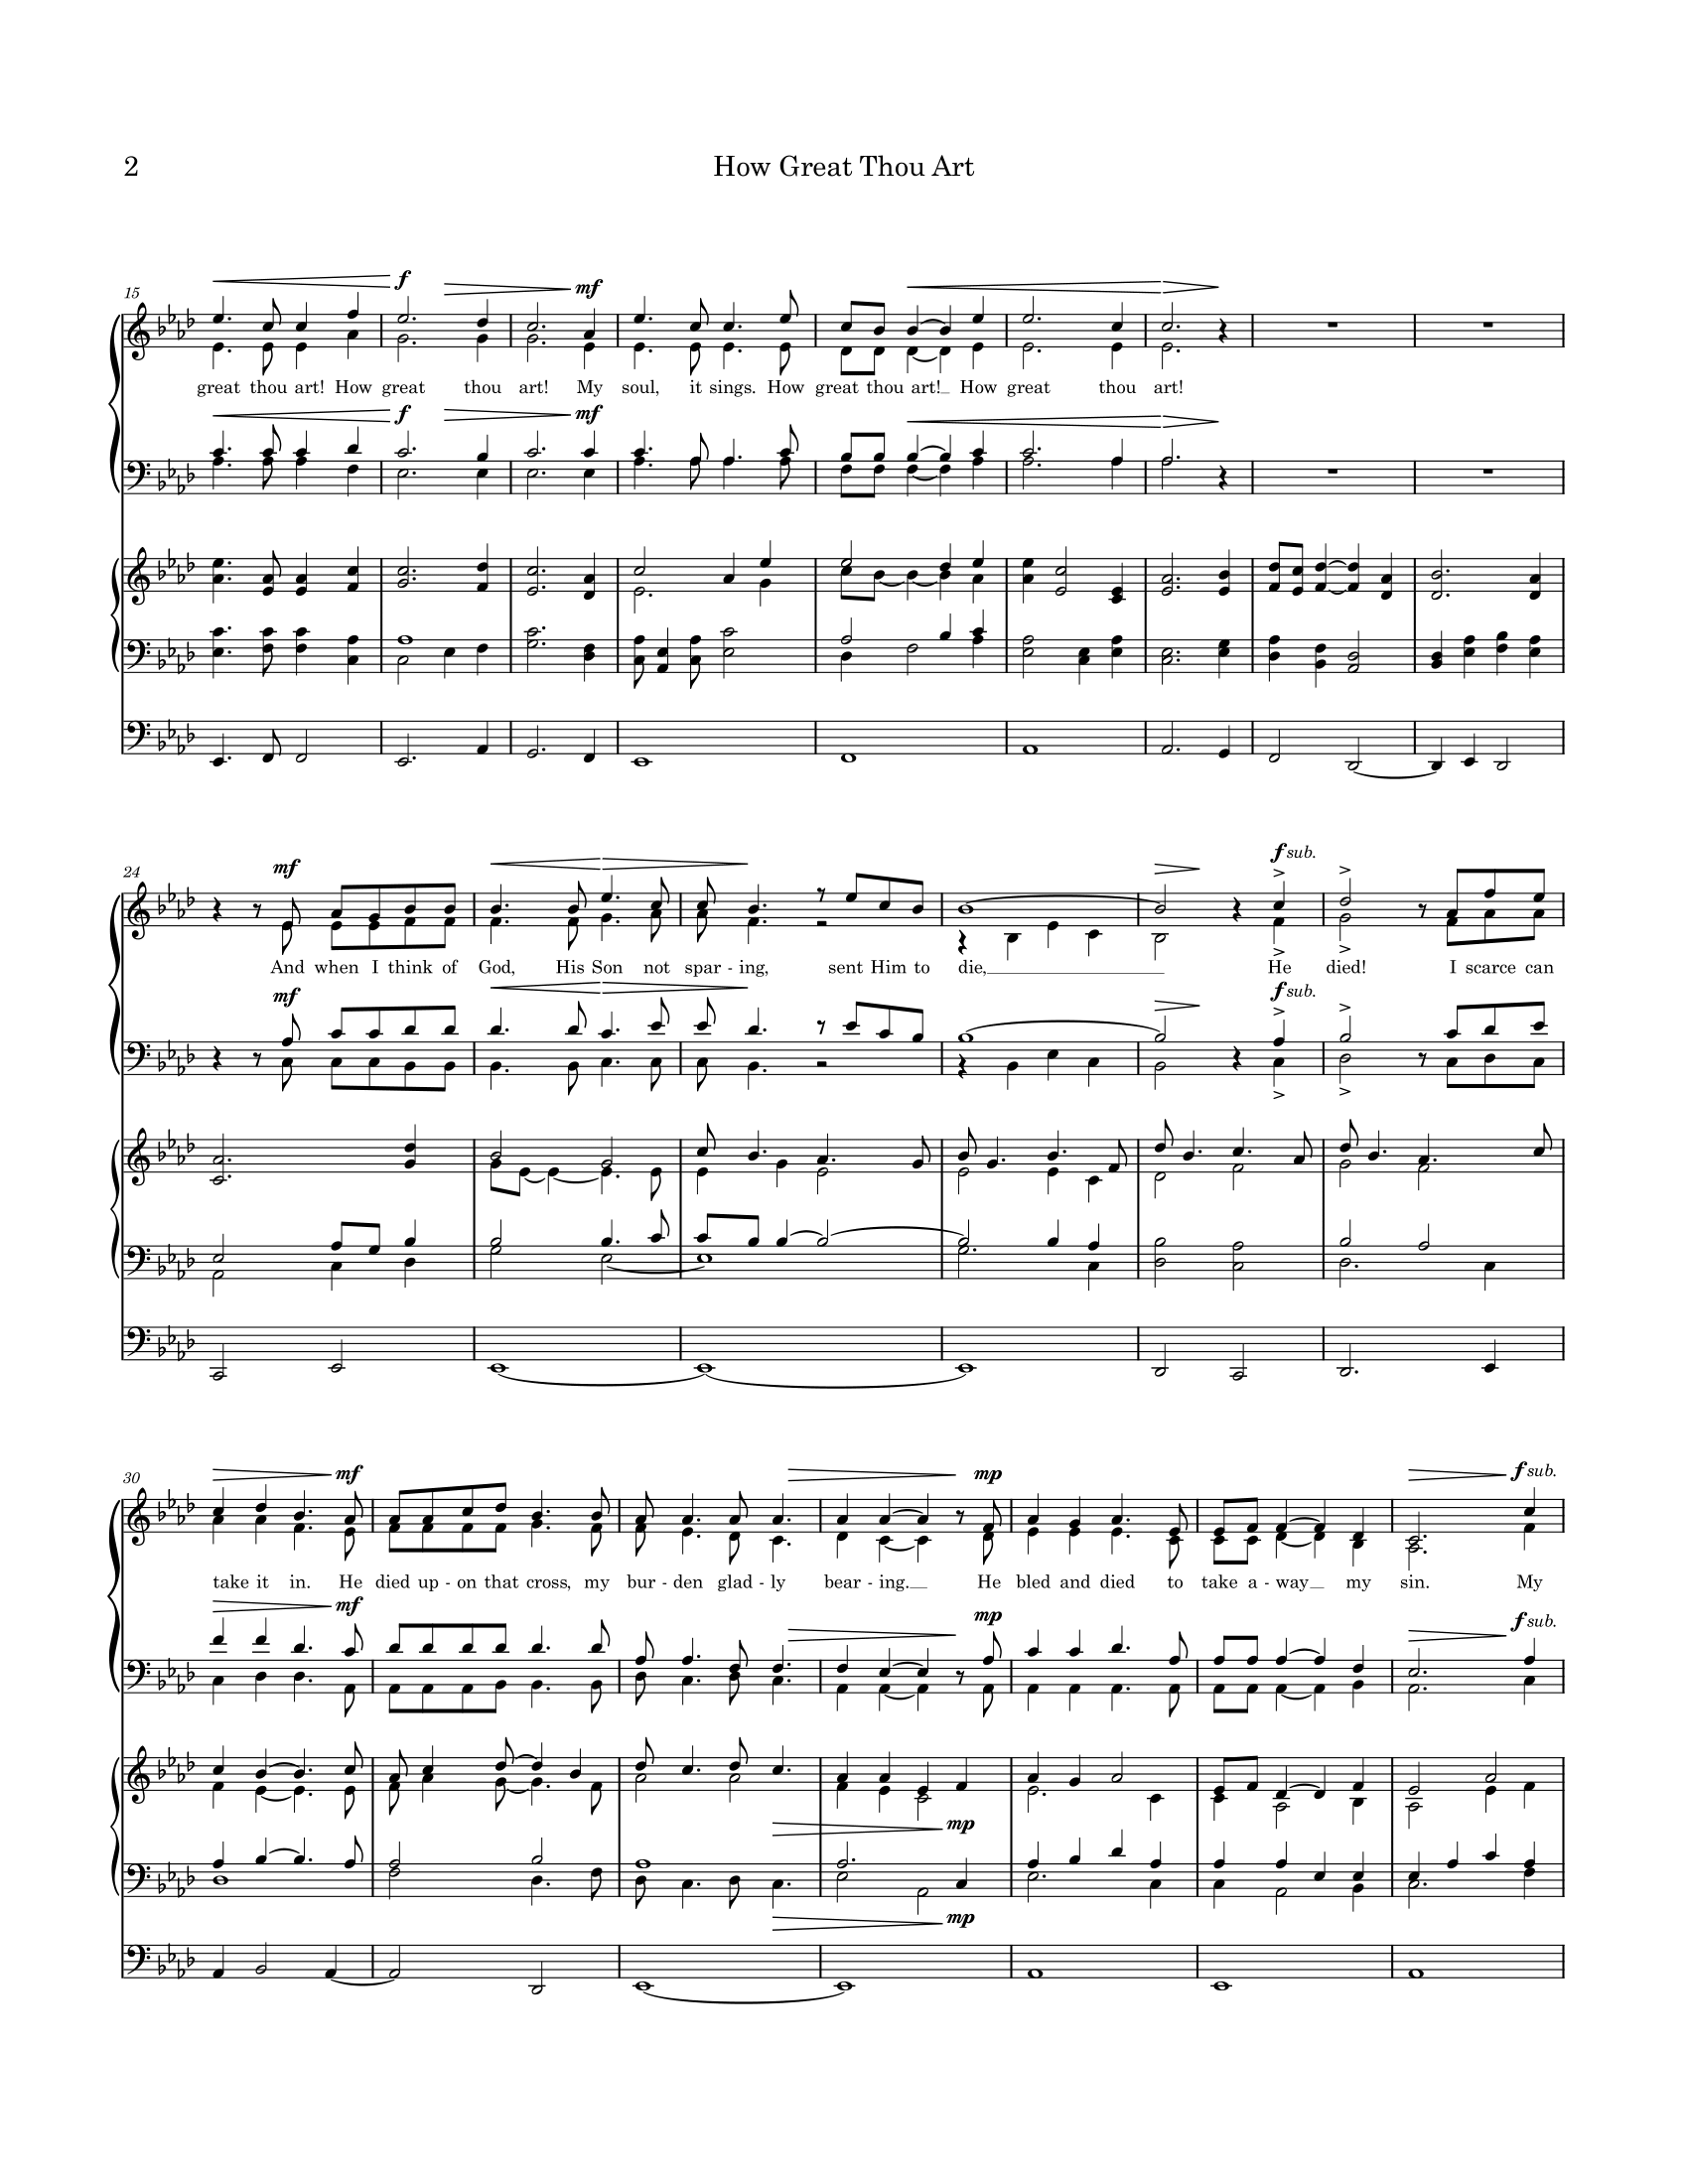 2 How Great Thou Art
15
f mf
great thou art! How great thou art! My soul, it sings. How great thou art! __ How great thou art!
f mf
24
mf f sub.
And when I think of God, His Son not spar - ing, sent Him to die, __ He died! I scarce can
mf f sub.
30
mf mp f sub.
take it in. He died up - on that cross, my bur - den glad - ly bear - ing. __ He bled and died to take a - way __ my sin. My
mf mp f sub.
mp
mp